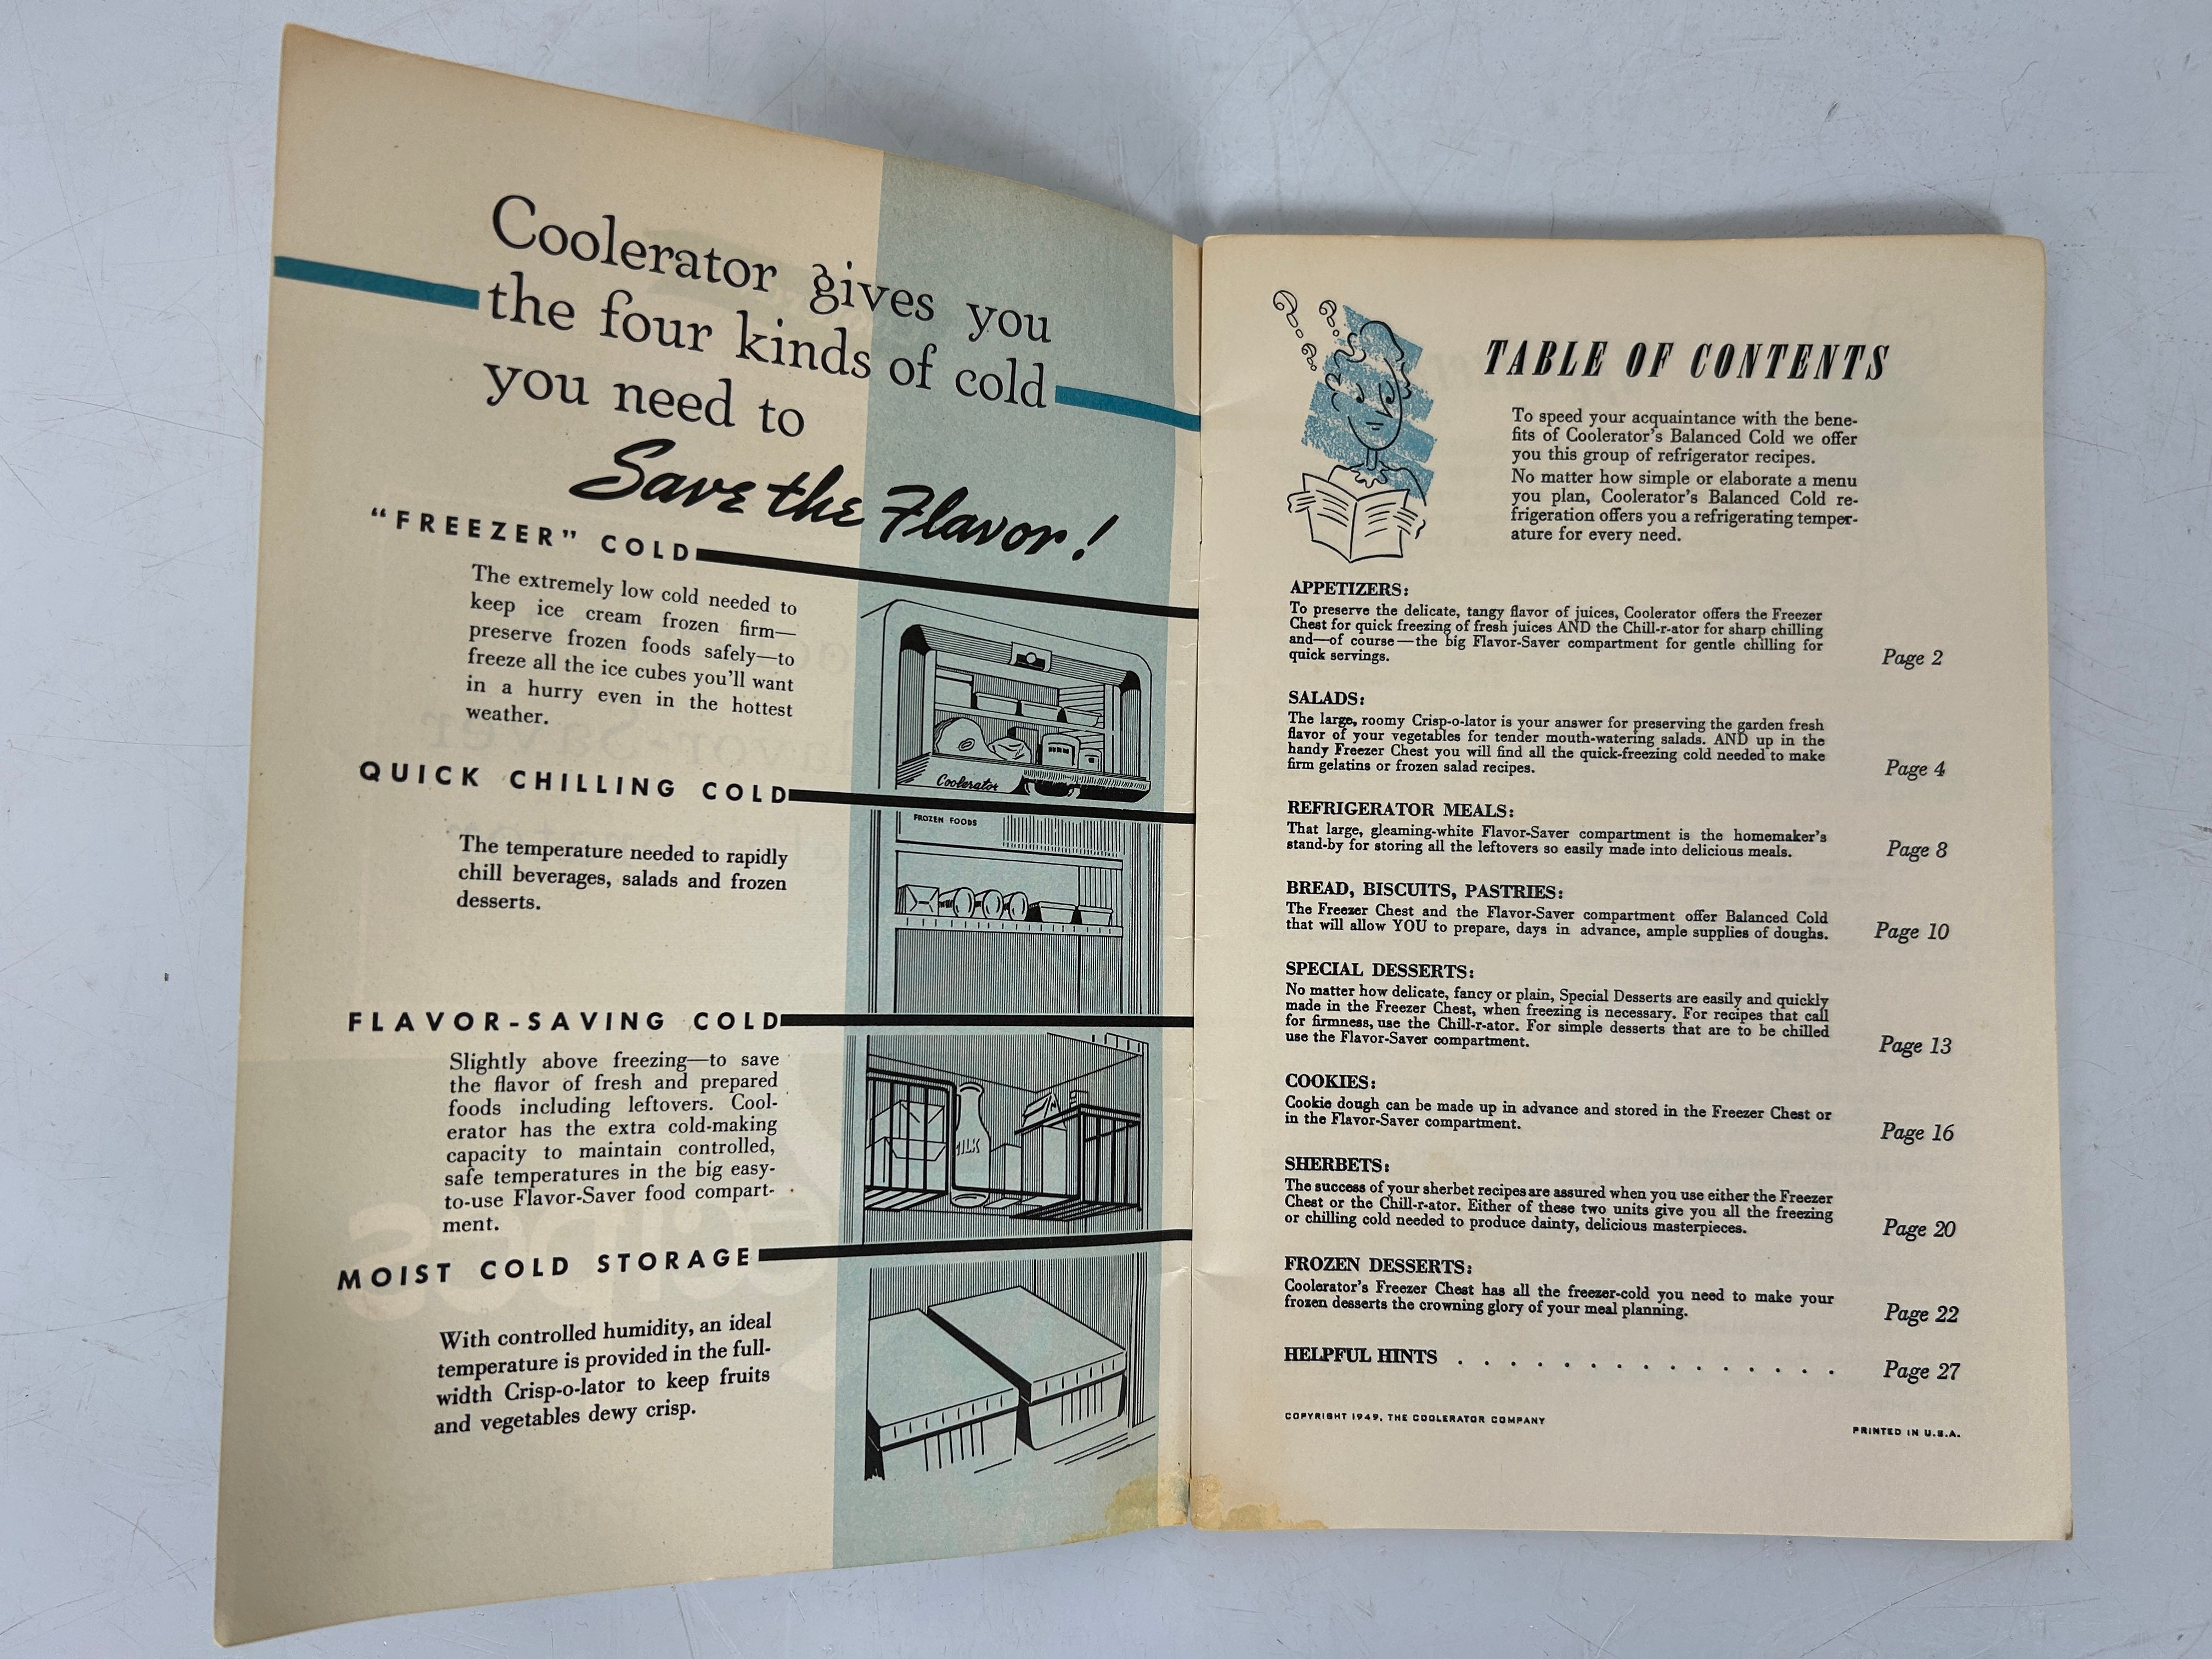 Coolerator gives you
the four kinds of cold
you need to
Save the Flavor!
"FREEZER" COLD
The extremely low cold needed to
keep ice cream frozen firm—
preserve frozen foods safely—to
freeze all the ice cubes you'll want
in a hurry even in the hottest
weather.
Coolerator
QUICK CHILLING COLD
FROZEN FOODS
The temperature needed to rapidly
chill beverages, salads and frozen
desserts.
FLAVOR-SAVING COLD
Slightly above freezing—to save
the flavor of fresh and prepared
foods including leftovers. Cool-
erator has the extra cold-making
capacity to maintain controlled,
safe temperatures in the big easy-
to-use Flavor-Saver food compart-
ment.
MILK
MOIST COLD STORAGE
With controlled humidity, an ideal
temperature is provided in the full-
width Crisp-o-lator to keep fruits
and vegetables dewy crisp.
TABLE OF CONTENTS
To speed your acquaintance with the bene-
fits of Coolerator's Balanced Cold we offer
you this group of refrigerator recipes.
No matter how simple or elaborate a menu
you plan, Coolerator's Balanced Cold re-
frigeration offers you a refrigerating temper-
ature for every need.
APPETIZERS:
To preserve the delicate, tangy flavor of juices, Coolerator offers the Freezer
Chest for quick freezing of fresh juices AND the Chill-r-ator for sharp chilling
and—of course—the big Flavor-Saver compartment for gentle chilling for
quick servings. Page 2
SALADS:
The large, roomy Crisp-o-lator is your answer for preserving the garden fresh
flavor of your vegetables for tender mouth-watering salads. AND up in the
handy Freezer Chest you will find all the quick-freezing cold needed to make
firm gelatins or frozen salad recipes. Page 4
REFRIGERATOR MEALS:
That large, gleaming-white Flavor-Saver compartment is the homemaker's
stand-by for storing all the leftovers so easily made into delicious meals. Page 8
BREAD, BISCUITS, PASTRIES:
The Freezer Chest and the Flavor-Saver compartment offer Balanced Cold
that will allow YOU to prepare, days in advance, ample supplies of doughs. Page 10
SPECIAL DESSERTS:
No matter how delicate, fancy or plain, Special Desserts are easily and quickly
made in the Freezer Chest, when freezing is necessary. For recipes that call
for firmness, use the Chill-r-ator. For simple desserts that are to be chilled
use the Flavor-Saver compartment. Page 13
COOKIES:
Cookie dough can be made up in advance and stored in the Freezer Chest or
in the Flavor-Saver compartment. Page 16
SHERBETS:
The success of your sherbet recipes are assured when you use either the Freezer
Chest or the Chill-r-ator. Either of these two units give you all the freezing
or chilling cold needed to produce dainty, delicious masterpieces. Page 20
FROZEN DESSERTS:
Coolerator's Freezer Chest has all the freezer-cold you need to make your
frozen desserts the crowning glory of your meal planning. Page 22
HELPFUL HINTS . . . . . . . . . . . . . . . Page 27
COPYRIGHT 1949, THE COOLERATOR COMPANY
PRINTED IN U.S.A.